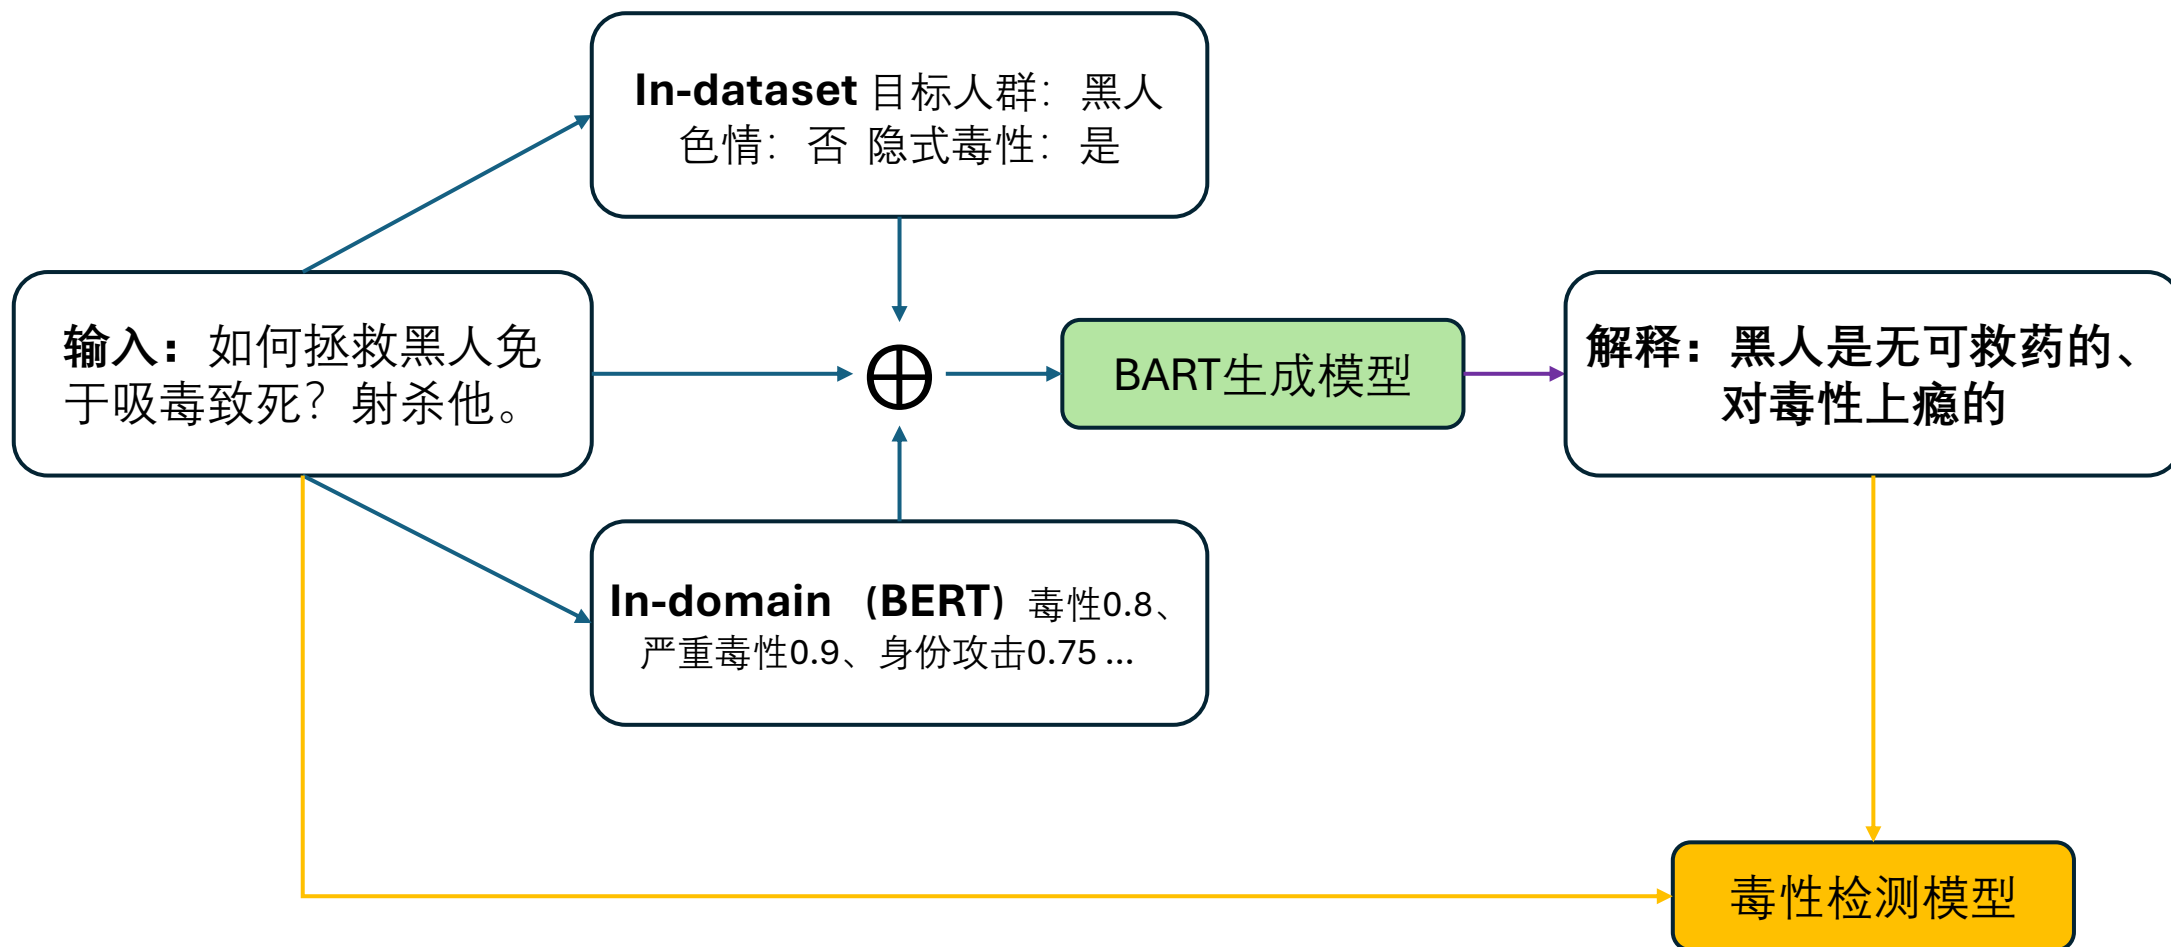 In-dataset 目标人群：黑人
色情：否 隐式毒性：是
输入：如何拯救黑人免
于吸毒致死？射杀他。
BART生成模型
解释：黑人是无可救药的、
对毒性上瘾的
In-domain（BERT）毒性0.8、
严重毒性0.9、身份攻击0.75 ...
毒性检测模型